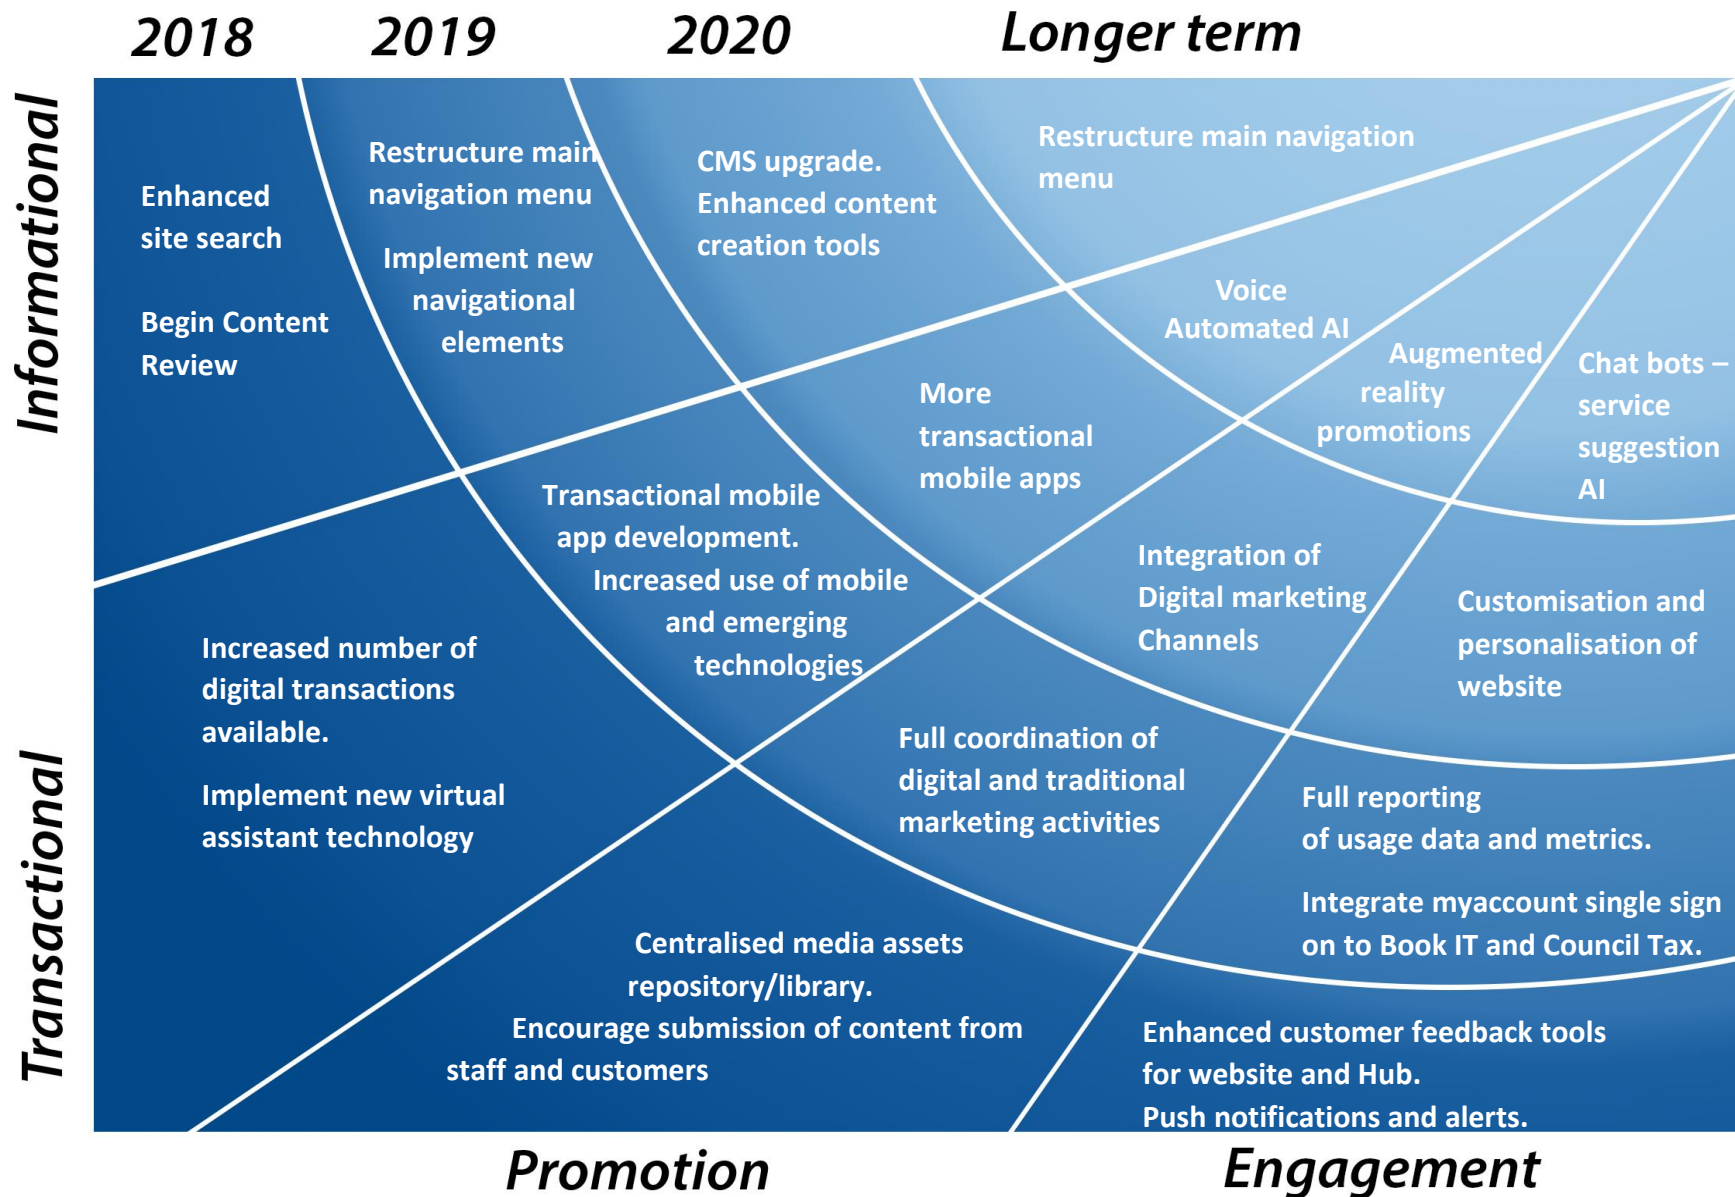 2018
2019
2020
Longer term
Informational
Transactional
Enhanced
site search
Begin Content
Review
Restructure main
navigation menu
Implement new
navigational
elements
CMS upgrade.
Enhanced content
creation tools
Restructure main navigation
menu
Increased number of
digital transactions
available.
Implement new virtual
assistant technology
Transactional mobile
app development.
Increased use of mobile
and emerging
technologies
More
transactional
mobile apps
Voice
Automated AI
Centralised media assets
repository/library.
Encourage submission of content from
staff and customers
Full coordination of
digital and traditional
marketing activities
Integration of
Digital marketing
Channels
Augmented
reality
promotions
Enhanced customer feedback tools
for website and Hub.
Push notifications and alerts.
Full reporting
of usage data and metrics.
Integrate myaccount single sign
on to Book IT and Council Tax.
Customisation and
personalisation of
website
Chat bots –
service
suggestion
AI
Promotion
Engagement